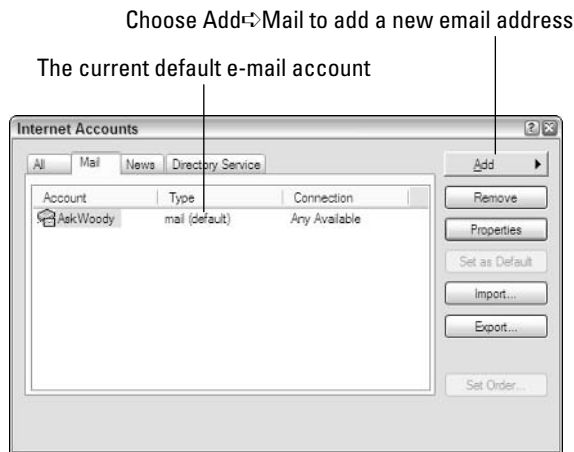 Choose Add➪Mail to add a new email address
The current default e-mail account
Internet Accounts
All Mail News Directory Service
Add
Account Type Connection
Remove
AskWoody mail (default) Any Available
Properties
Set as Default
Import...
Export...
Set Order...